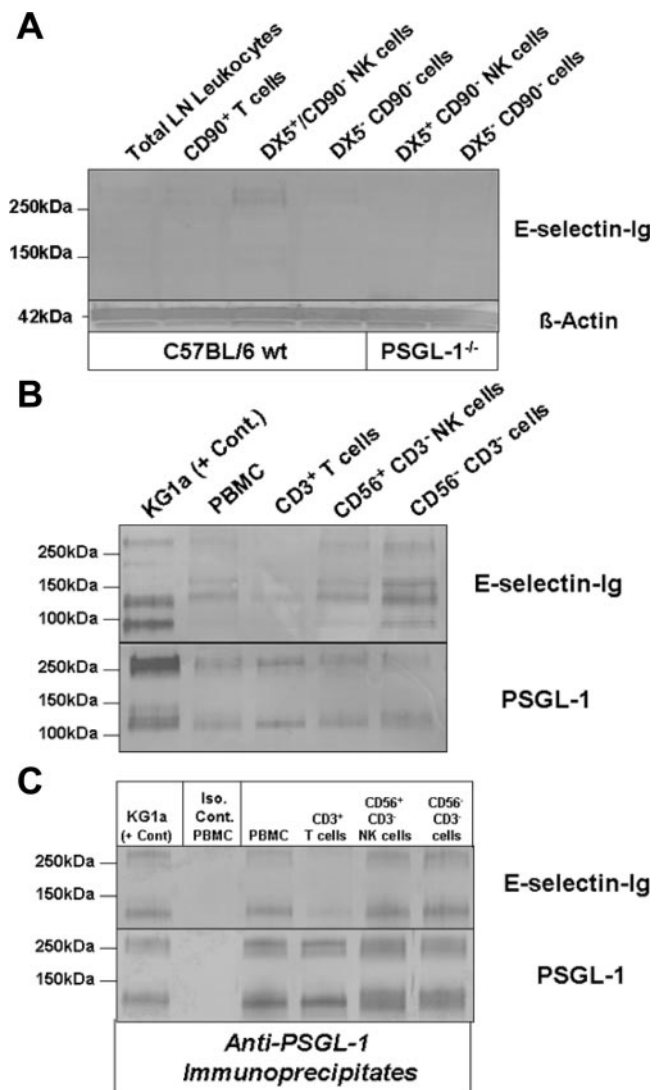 A
Total LN Leukocytes
CD90⁺ T cells
DX5⁺/CD90⁻ NK cells
DX5⁻ CD90⁻ cells
DX5⁺ CD90⁻ NK cells
DX5⁻ CD90⁻ cells
250kDa
150kDa
E-selectin-Ig
42kDa
ß-Actin
C57BL/6 wt
PSGL-1⁻/⁻
B
KG1a (+ Cont.)
PBMC
CD3⁺ T cells
CD56⁺ CD3⁻ NK cells
CD56⁻ CD3⁻ cells
250kDa
150kDa
100kDa
E-selectin-Ig
250kDa
150kDa
100kDa
PSGL-1
C
KG1a
(+ Cont)
Iso.
Cont.
PBMC
PBMC
CD3⁺
T cells
CD56⁺
CD3⁻
NK cells
CD56⁻
CD3⁻
cells
250kDa
150kDa
E-selectin-Ig
250kDa
150kDa
PSGL-1
Anti-PSGL-1
Immunoprecipitates